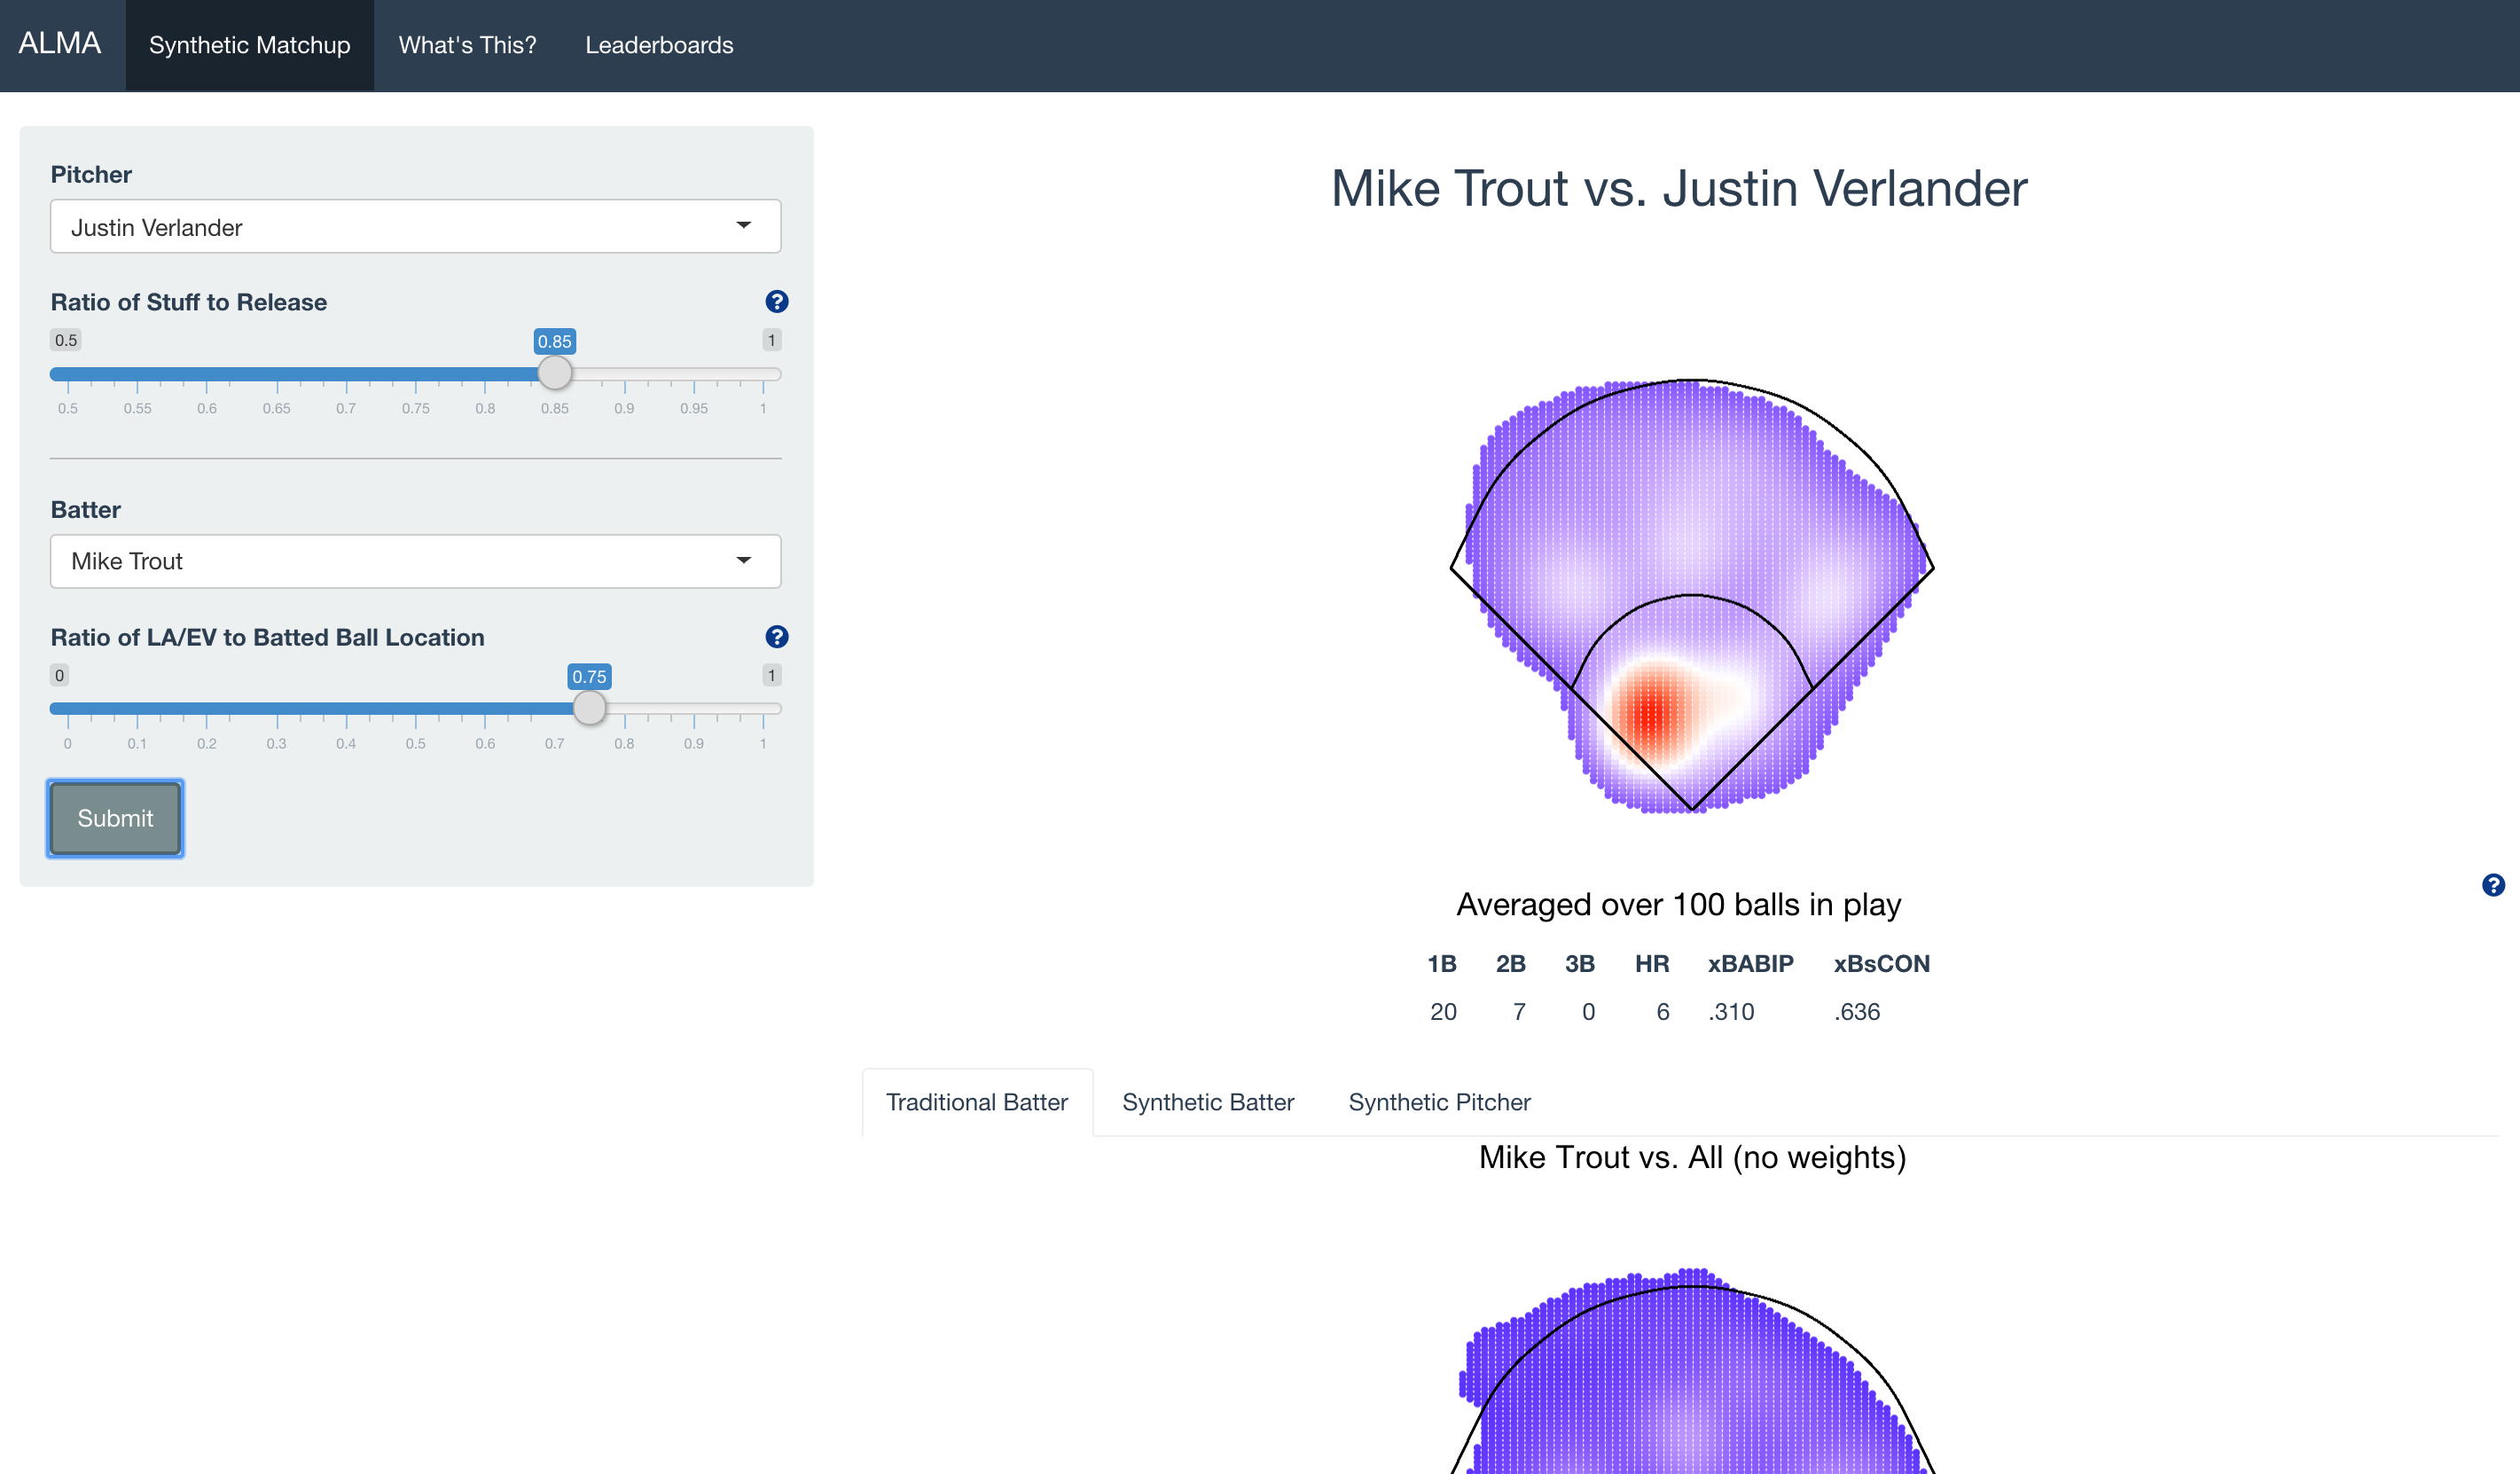 ALMA Synthetic Matchup What's This? Leaderboards
Pitcher
Justin Verlander
Ratio of Stuff to Release ?
0.5 0.85 1
0.5 0.55 0.6 0.65 0.7 0.75 0.8 0.85 0.9 0.95 1
Batter
Mike Trout
Ratio of LA/EV to Batted Ball Location ?
0 0.75 1
0 0.1 0.2 0.3 0.4 0.5 0.6 0.7 0.8 0.9 1
Submit
Mike Trout vs. Justin Verlander
?
Averaged over 100 balls in play
1B 2B 3B HR xBABIP xBsCON
20 7 0 6 .310 .636
Traditional Batter Synthetic Batter Synthetic Pitcher
Mike Trout vs. All (no weights)